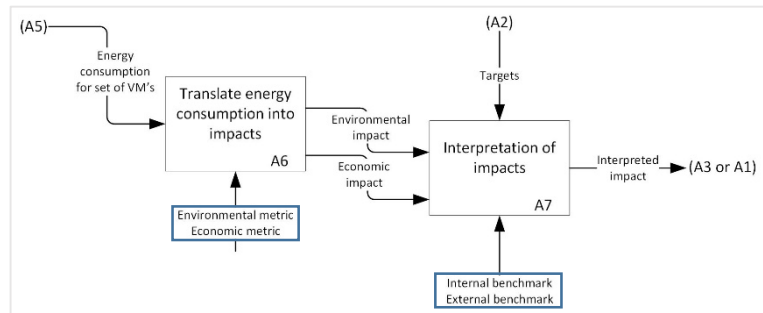 (A5)
Energy
consumption
for set of VM's
Translate energy
consumption into
impacts
A6
Environmental metric
Economic metric
Environmental
impact
Economic
impact
(A2)
Targets
Interpretation of
impacts
A7
Internal benchmark
External benchmark
Interpreted
impact
(A3 or A1)